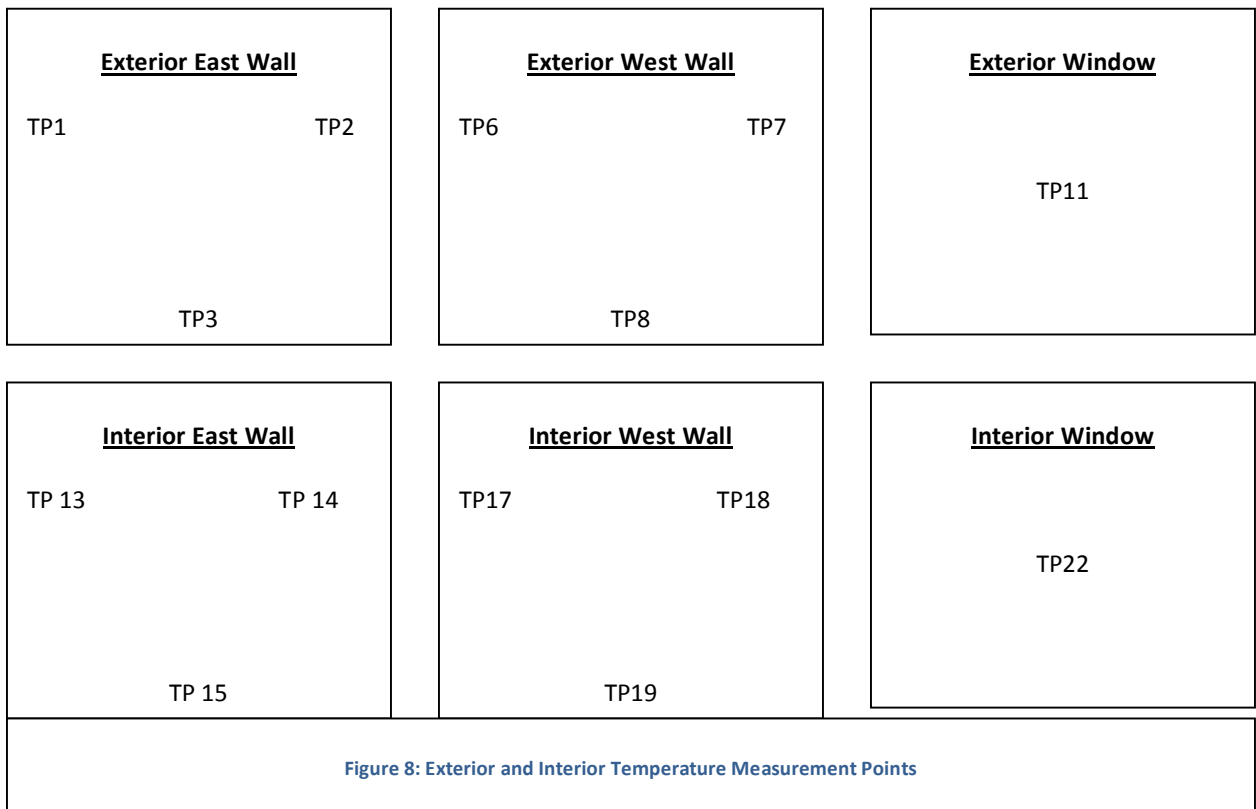 Exterior East Wall
TP1 TP2
TP3
Exterior West Wall
TP6 TP7
TP8
Exterior Window
TP11
Interior East Wall
TP 13 TP 14
TP 15
Interior West Wall
TP17 TP18
TP19
Interior Window
TP22
Figure 8: Exterior and Interior Temperature Measurement Points